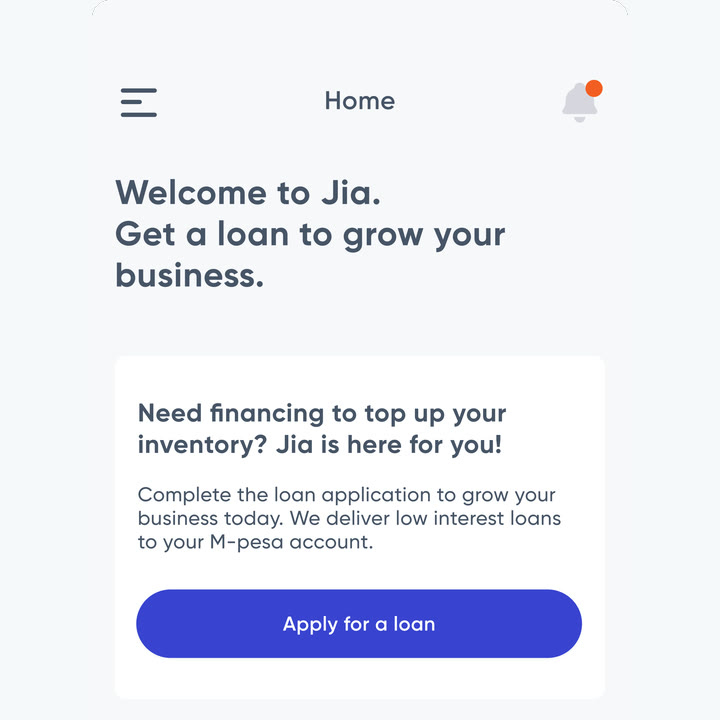 Home
Welcome to Jia.
Get a loan to grow your
business.
Need financing to top up your
inventory? Jia is here for you!
Complete the loan application to grow your
business today. We deliver low interest loans
to your M-pesa account.
Apply for a loan